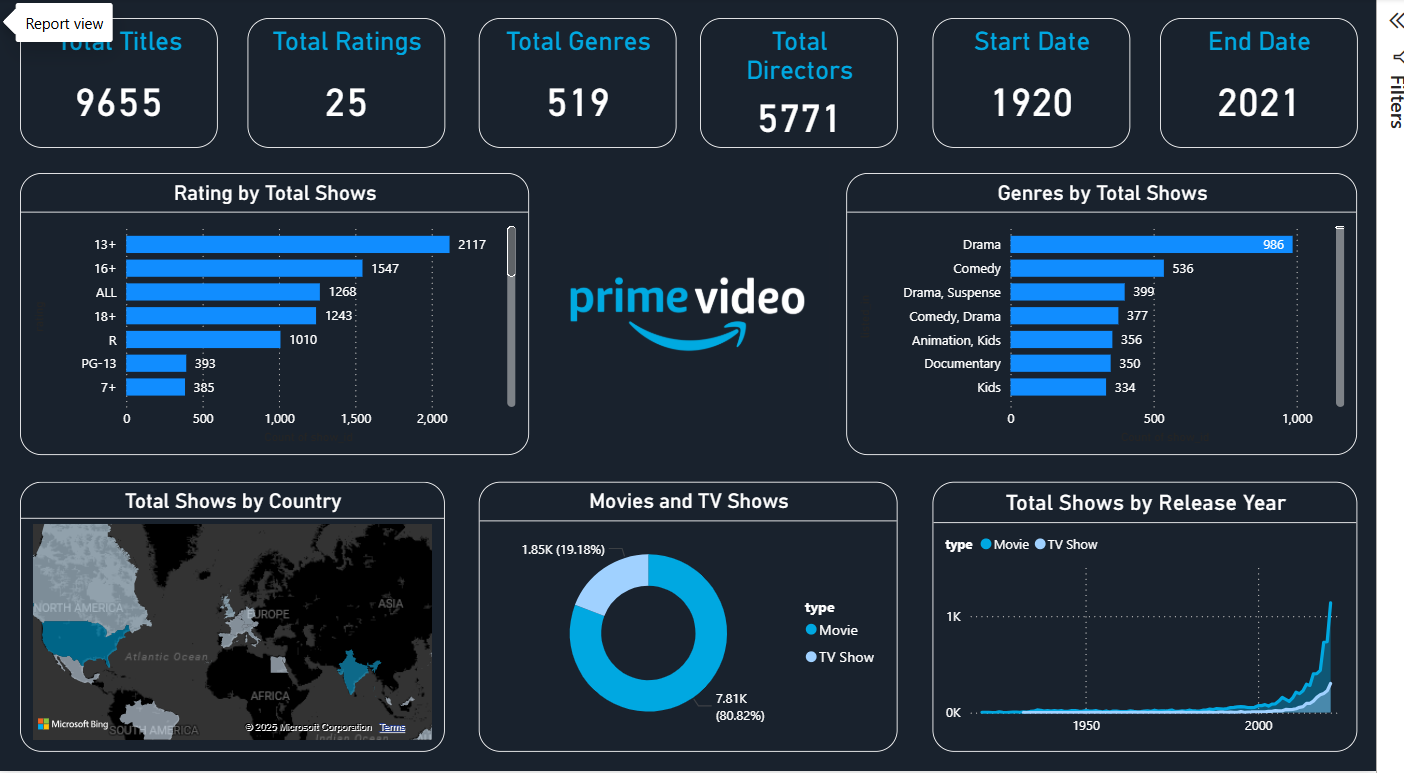 Report view
Total Titles
9655
Total Ratings
25
Total Genres
519
Total
Directors
5771
Start Date
1920
End Date
2021
Filters
Rating by Total Shows
13+ 2117
16+ 1547
ALL 1268
18+ 1243
R 1010
PG-13 393
7+ 385
0 500 1,000 1,500 2,000
prime video
Genres by Total Shows
Drama 986
Comedy 536
Drama, Suspense 399
Comedy, Drama 377
Animation, Kids 356
Documentary 350
Kids 334
0 500 1,000
Total Shows by Country
NORTH AMERICA
EUROPE
ASIA
Atlantic Ocean
AFRICA
SOUTH AMERICA
Indian Ocean
Microsoft Bing
© 2025 Microsoft Corporation Terms
Movies and TV Shows
1.85K (19.18%)
7.81K
(80.82%)
type
Movie
TV Show
Total Shows by Release Year
type Movie TV Show
1K
0K
1950 2000